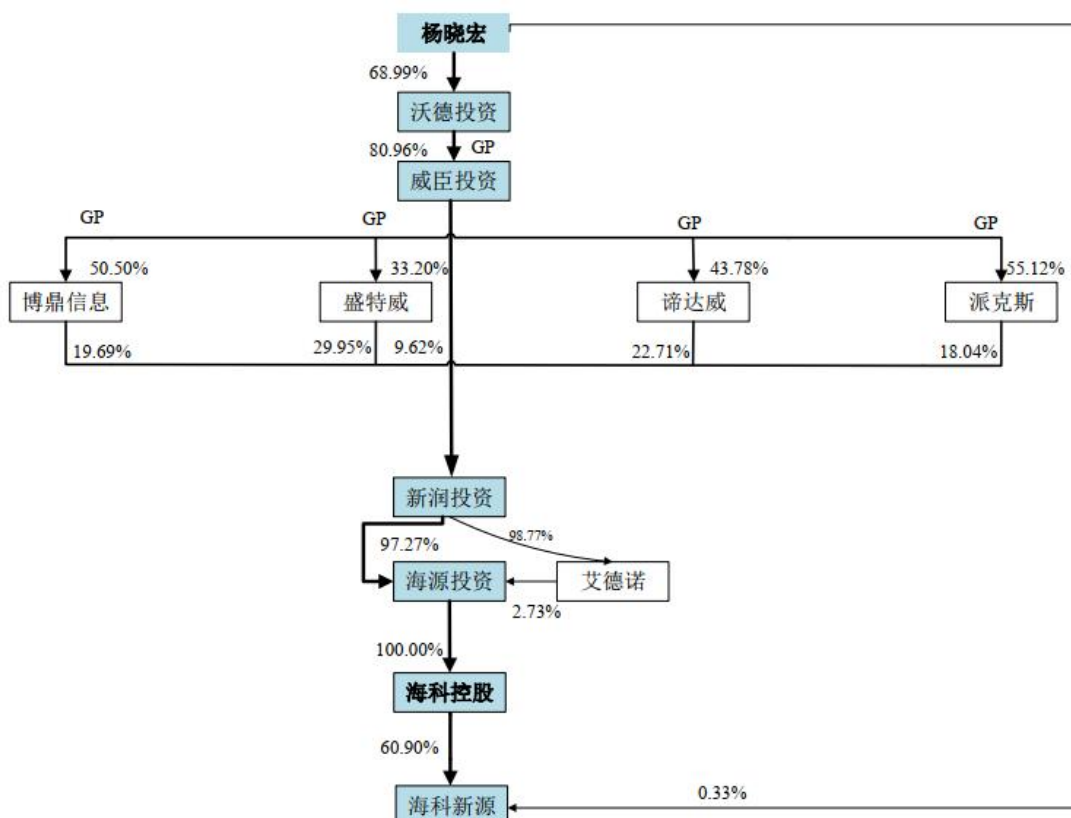 杨晓宏
68.99%
沃德投资
80.96% GP
威臣投资
GP GP GP GP
50.50% 33.20% 43.78% 55.12%
博鼎信息 盛特威 谛达威 派克斯
19.69% 29.95% 9.62% 22.71% 18.04%
新润投资
98.77%
97.27%
海源投资 艾德诺
2.73%
100.00%
海科控股
60.90%
0.33%
海科新源